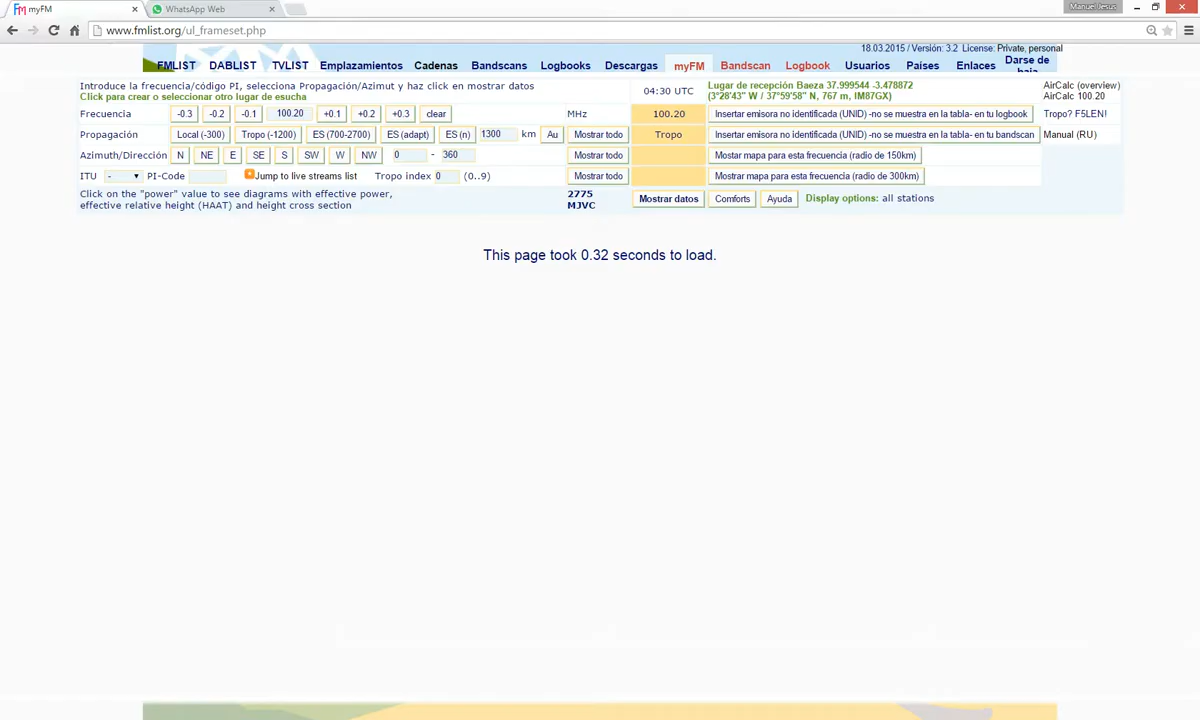 myFM
WhatsApp Web
Manuel Jesus
www.fmlist.org/ul_frameset.php
18.03.2015 / Versión: 3.2 License: Private, personal
FMLIST DABLIST TVLIST Emplazamientos Cadenas Bandscans Logbooks Descargas myFM Bandscan Logbook Usuarios Países Enlaces Darse de baja
Introduce la frecuencia/código PI, selecciona Propagación/Azimut y haz click en mostrar datos
Click para crear o seleccionar otro lugar de esucha
04:30 UTC
Lugar de recepción Baeza 37.999544 -3.478872
(3°28'43" W / 37°59'58" N, 767 m, IM87GX)
AirCalc (overview)
AirCalc 100.20
Frecuencia -0.3 -0.2 -0.1 100.20 +0.1 +0.2 +0.3 clear MHz 100.20 Insertar emisora no identificada (UNID) -no se muestra en la tabla- en tu logbook Tropo? F5LEN!
Propagación Local (-300) Tropo (-1200) ES (700-2700) ES (adapt) ES (n) 1300 km Au Mostrar todo Tropo Insertar emisora no identificada (UNID) -no se muestra en la tabla- en tu bandscan Manual (RU)
Azimuth/Dirección N NE E SE S SW W NW 0 - 360 Mostrar todo Mostar mapa para esta frecuencia (radio de 150km)
ITU - PI-Code Jump to live streams list Tropo index 0 (0..9) Mostrar todo Mostrar mapa para esta frecuencia (radio de 300km)
Click on the "power" value to see diagrams with effective power,
effective relative height (HAAT) and height cross section
2775
MJVC
Mostrar datos Comforts Ayuda Display options: all stations
This page took 0.32 seconds to load.